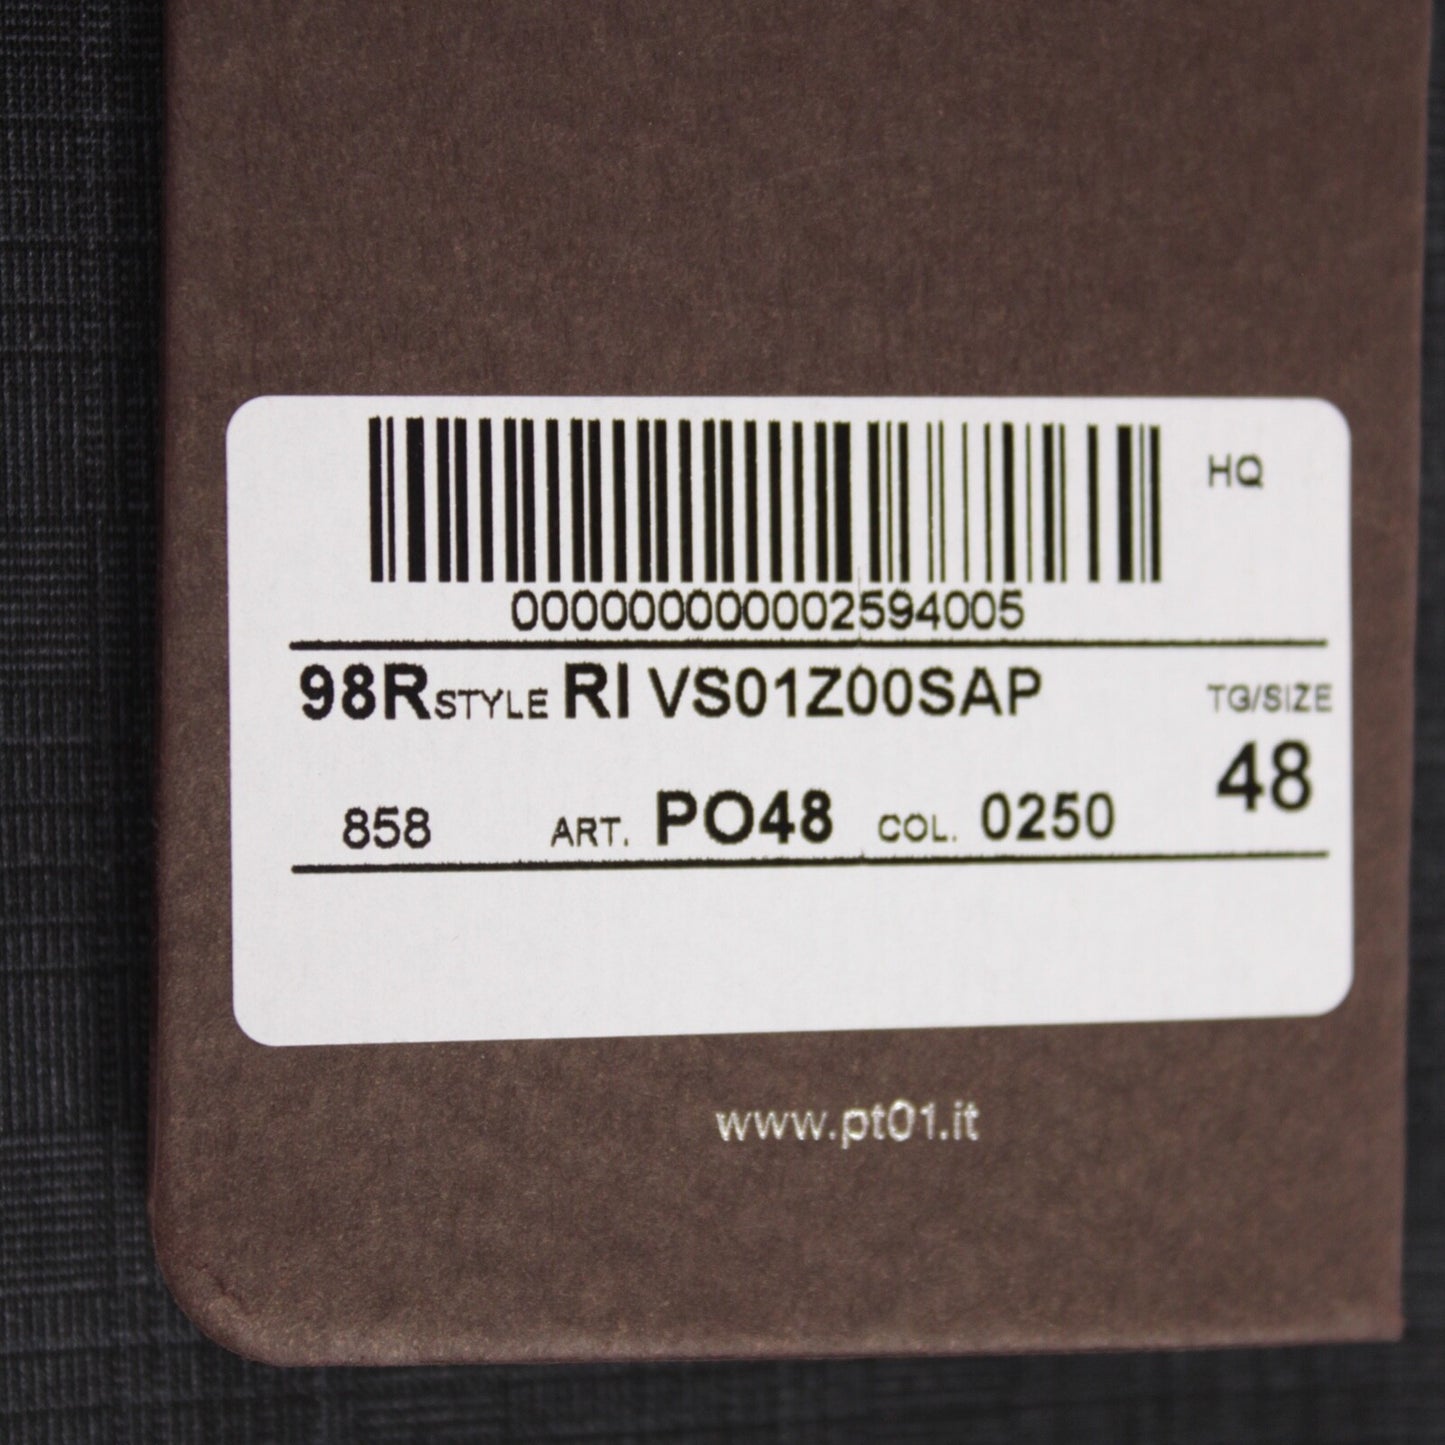 HQ
000000000002594005
98R STYLE RI VS01Z00SAP
TG/SIZE
48
858 ART. PO48 COL. 0250
www.pt01.it